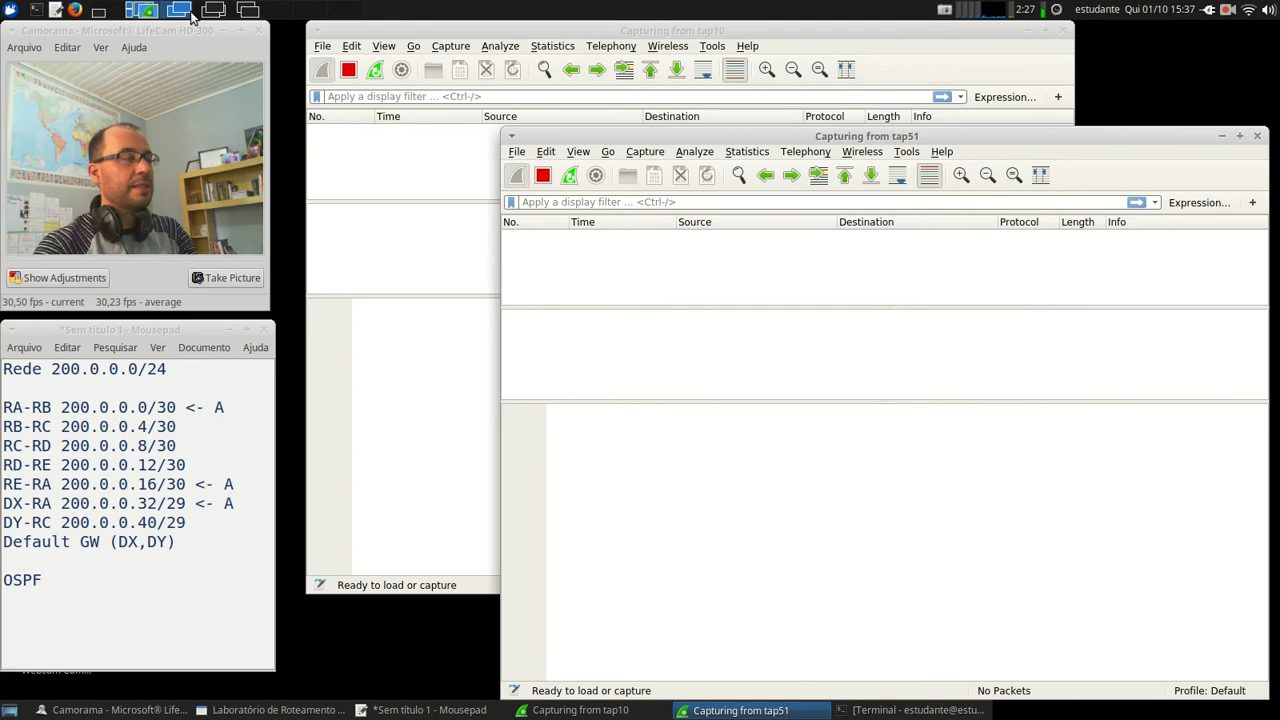 2:27 estudante Qui 01/10 15:37
Camorama - Microsoft® LifeCam HD-300
Arquivo Editar Ver Ajuda
Show Adjustments Take Picture
30,50 fps - current 30,23 fps - average
*Sem título 1 - Mousepad
Arquivo Editar Pesquisar Ver Documento Ajuda
Rede 200.0.0.0/24
RA-RB 200.0.0.0/30 <- A
RB-RC 200.0.0.4/30
RC-RD 200.0.0.8/30
RD-RE 200.0.0.12/30
RE-RA 200.0.0.16/30 <- A
DX-RA 200.0.0.32/29 <- A
DY-RC 200.0.0.40/29
Default GW (DX,DY)
OSPF
Capturing from tap10
File Edit View Go Capture Analyze Statistics Telephony Wireless Tools Help
Apply a display filter ... <Ctrl-/> Expression... +
No. Time Source Destination Protocol Length Info
Ready to load or capture
Capturing from tap51
File Edit View Go Capture Analyze Statistics Telephony Wireless Tools Help
Apply a display filter ... <Ctrl-/> Expression... +
No. Time Source Destination Protocol Length Info
Ready to load or capture No Packets Profile: Default
Camorama - Microsoft® Life... Laboratório de Roteamento ... *Sem título 1 - Mousepad Capturing from tap10 Capturing from tap51 [Terminal - estudante@estu...